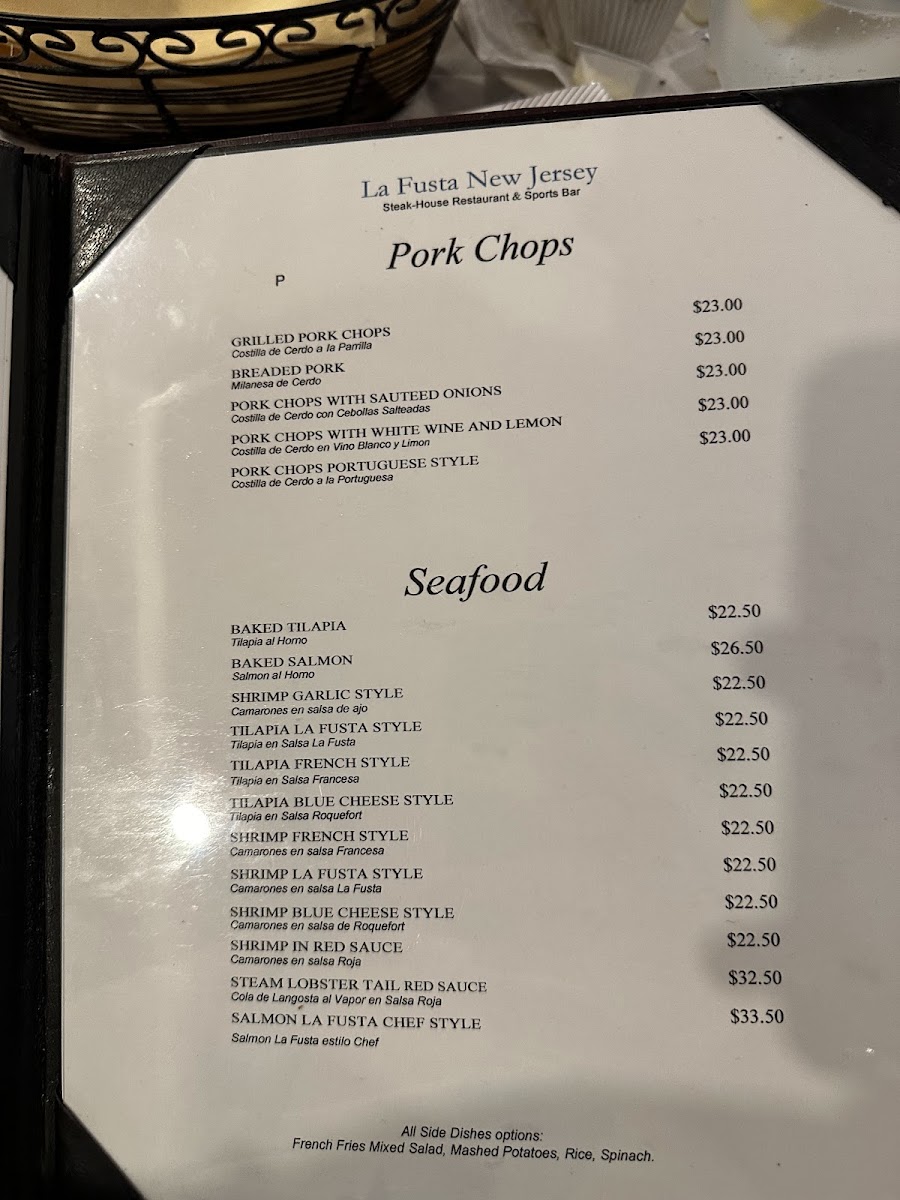 La Fusta New Jersey
Steak-House Restaurant & Sports Bar
Pork Chops
P
GRILLED PORK CHOPS $23.00
Costilla de Cerdo a la Parrilla
BREADED PORK $23.00
Milanesa de Cerdo
PORK CHOPS WITH SAUTEED ONIONS $23.00
Costilla de Cerdo con Cebollas Salteadas
PORK CHOPS WITH WHITE WINE AND LEMON $23.00
Costilla de Cerdo en Vino Blanco y Limon
PORK CHOPS PORTUGUESE STYLE $23.00
Costilla de Cerdo a la Portuguesa
Seafood
BAKED TILAPIA $22.50
Tilapia al Horno
BAKED SALMON $26.50
Salmon al Horno
SHRIMP GARLIC STYLE $22.50
Camarones en salsa de ajo
TILAPIA LA FUSTA STYLE $22.50
Tilapia en Salsa La Fusta
TILAPIA FRENCH STYLE $22.50
Tilapia en Salsa Francesa
TILAPIA BLUE CHEESE STYLE $22.50
Tilapia en Salsa Roquefort
SHRIMP FRENCH STYLE $22.50
Camarones en salsa Francesa
SHRIMP LA FUSTA STYLE $22.50
Camarones en salsa La Fusta
SHRIMP BLUE CHEESE STYLE $22.50
Camarones en salsa de Roquefort
SHRIMP IN RED SAUCE $22.50
Camarones en salsa Roja
STEAM LOBSTER TAIL RED SAUCE $32.50
Cola de Langosta al Vapor en Salsa Roja
SALMON LA FUSTA CHEF STYLE $33.50
Salmon La Fusta estilo Chef
All Side Dishes options:
French Fries Mixed Salad, Mashed Potatoes, Rice, Spinach.